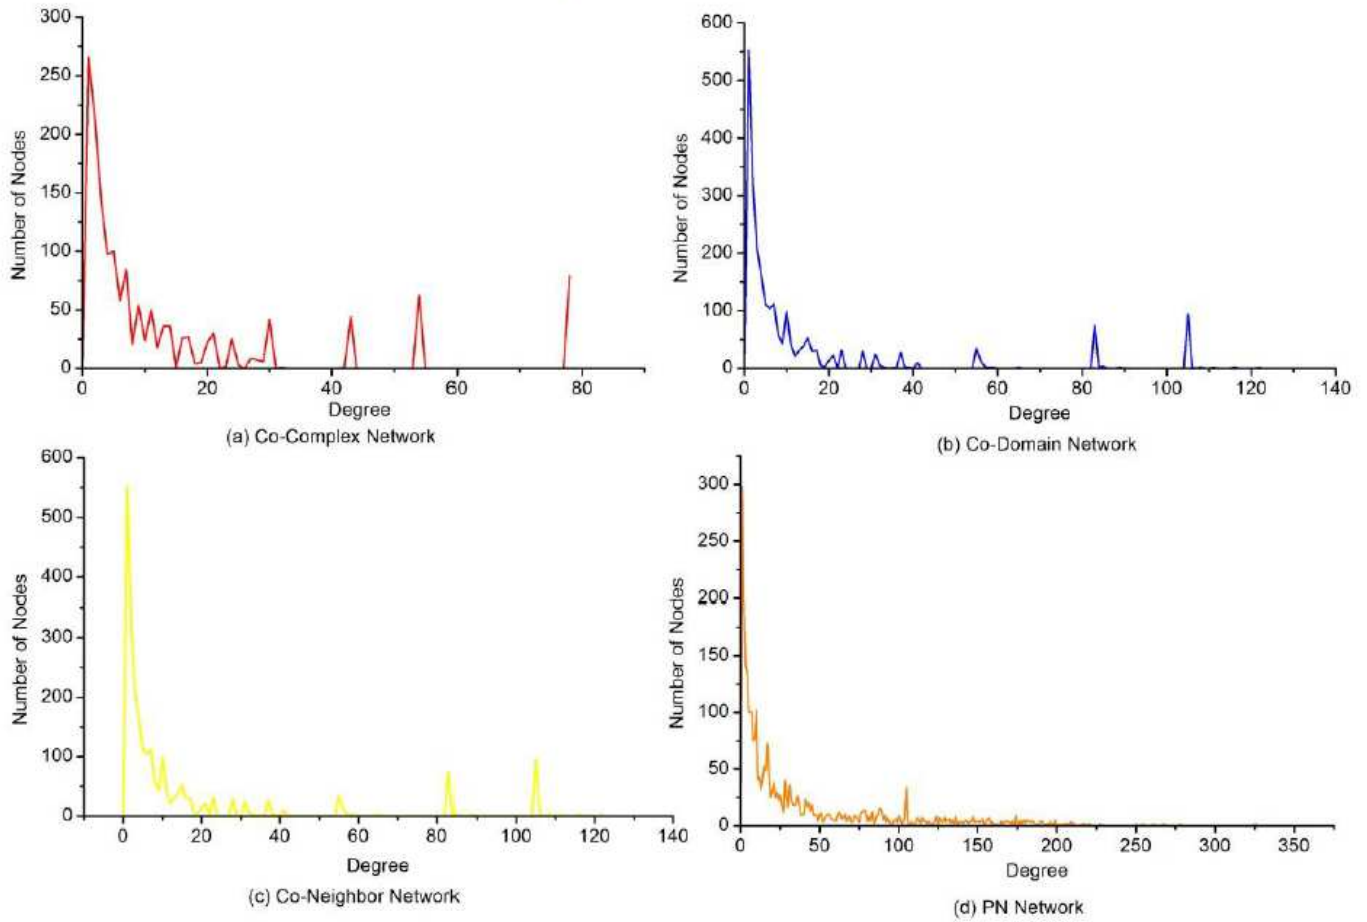 300
250
200
150
100
50
0
Number of Nodes
0 20 40 60 80
Degree
(a) Co-Complex Network
600
500
400
300
200
100
0
Number of Nodes
0 20 40 60 80 100 120 140
Degree
(b) Co-Domain Network
600
500
400
300
200
100
0
Number of Nodes
0 20 40 60 80 100 120 140
Degree
(c) Co-Neighbor Network
300
250
200
150
100
50
0
Number of Nodes
0 50 100 150 200 250 300 350
Degree
(d) PN Network